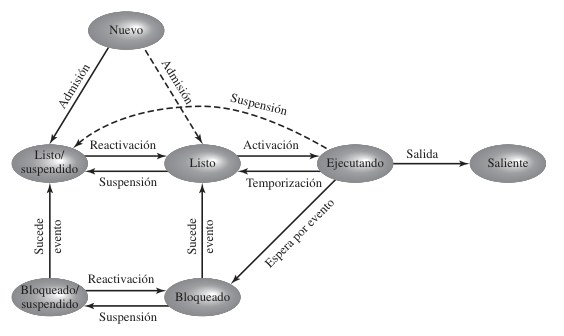 Nuevo
Admisión
Admisión
Suspensión
Listo/
suspendido
Reactivación
Suspensión
Listo
Activación
Temporización
Ejecutando
Salida
Saliente
Sucede
evento
Sucede
evento
Espera por evento
Bloqueado/
suspendido
Reactivación
Suspensión
Bloqueado